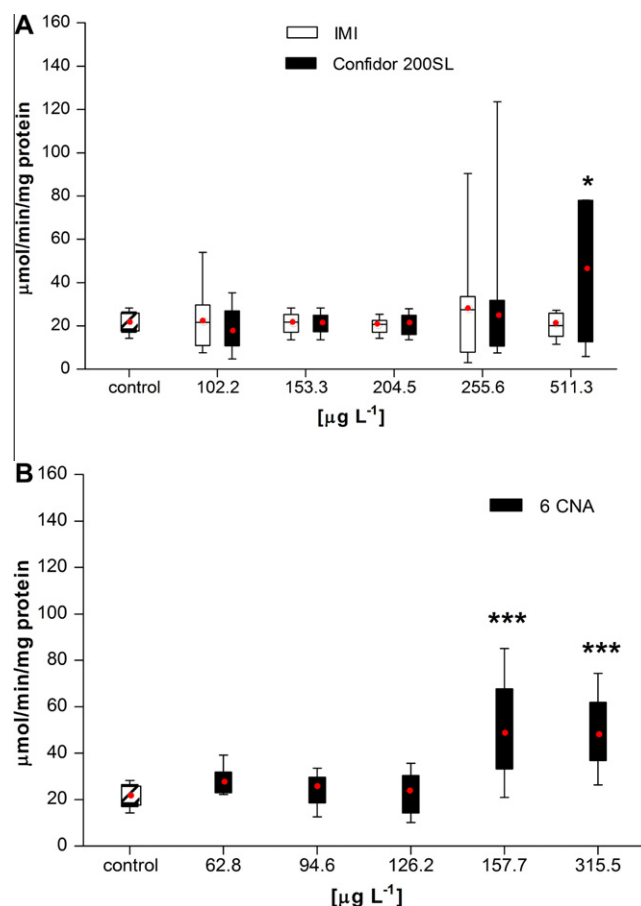 A
160
140
120
100
80
60
40
20
0
µmol/min/mg protein
IMI
Confidor 200SL
*
control 102.2 153.3 204.5 255.6 511.3
[µg L⁻¹]
B
160
140
120
100
80
60
40
20
0
µmol/min/mg protein
6 CNA
***
***
control 62.8 94.6 126.2 157.7 315.5
[µg L⁻¹]